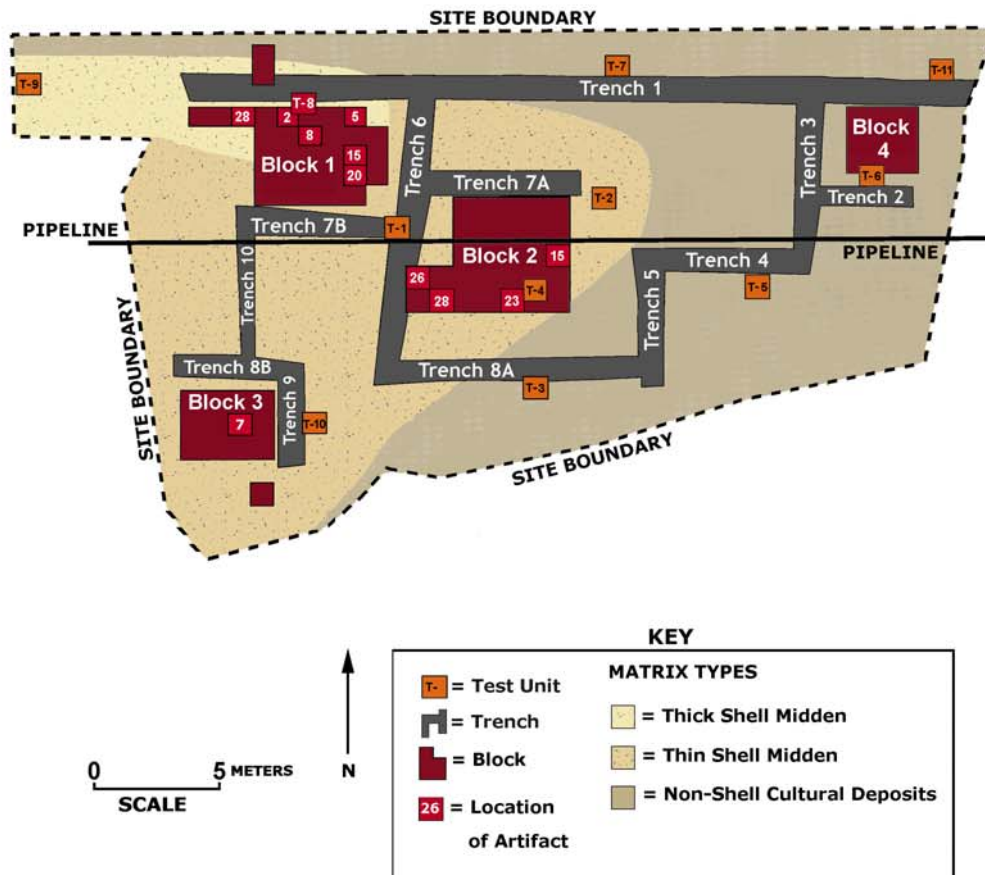 SITE BOUNDARY
T-9
T-7
T-11
Trench 1
T-8
28
2
5
8
Block 1
15
20
Trench 6
Trench 3
Block
4
T-6
Trench 2
Trench 7A
T-2
PIPELINE
Trench 7B
T-1
PIPELINE
Block 2
15
Trench 4
T-5
Trench 10
26
28
23
T-4
Trench 5
SITE BOUNDARY
Trench 8B
Trench 8A
T-3
Block 3
7
Trench 9
T-10
SITE BOUNDARY
KEY
T- = Test Unit
= Trench
= Block
26 = Location
of Artifact
MATRIX TYPES
= Thick Shell Midden
= Thin Shell Midden
= Non-Shell Cultural Deposits
0 5 METERS
SCALE
N